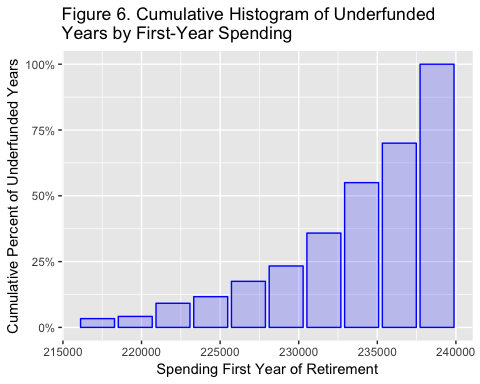 Figure 6. Cumulative Histogram of Underfunded
Years by First-Year Spending
Cumulative Percent of Underfunded Years
100%
75%
50%
25%
0%
215000 220000 225000 230000 235000 240000
Spending First Year of Retirement